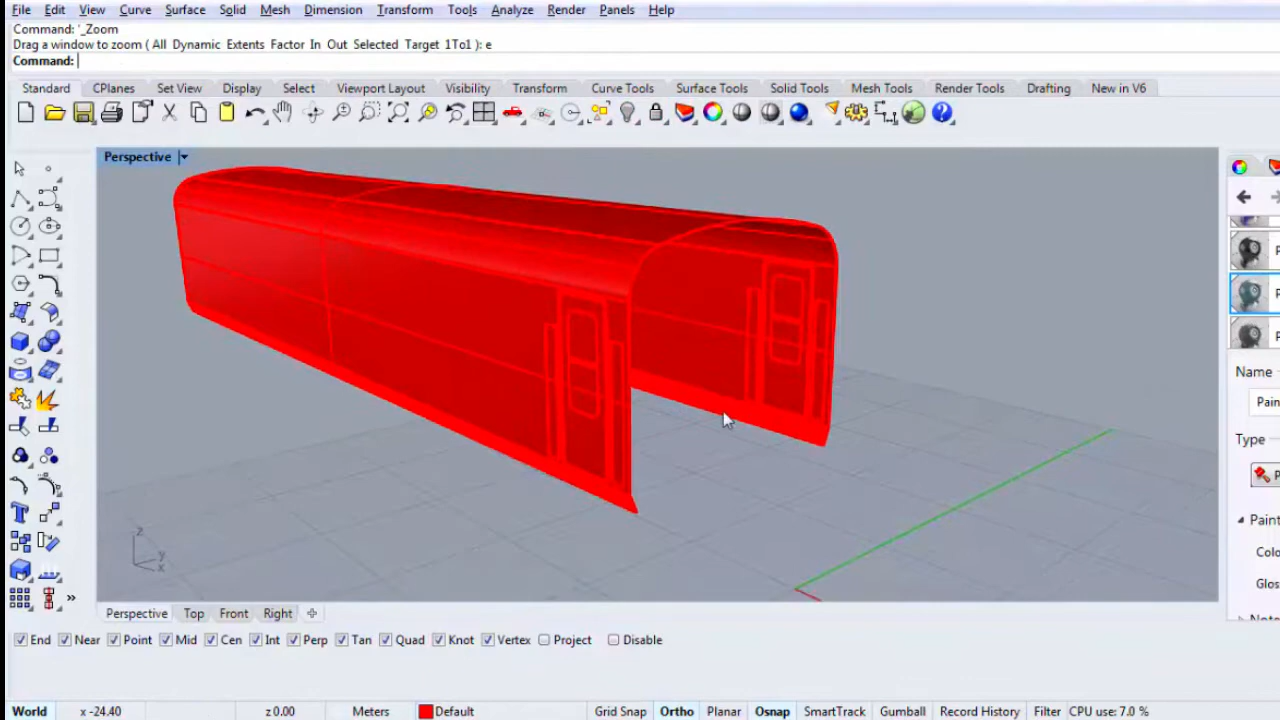 File Edit View Curve Surface Solid Mesh Dimension Transform Tools Analyze Render Panels Help
Command: '_Zoom
Drag a window to zoom ( All Dynamic Extents Factor In Out Selected Target 1To1 ): e
Command:
Standard CPlanes Set View Display Select Viewport Layout Visibility Transform Curve Tools Surface Tools Solid Tools Mesh Tools Render Tools Drafting New in V6
Perspective
P
P
P
Name
Pain
Type
P
Paint
Colo
Glos
z
y
x
Perspective Top Front Right
End Near Point Mid Cen Int Perp Tan Quad Knot Vertex Project Disable
World x -24.40 z 0.00 Meters Default Grid Snap Ortho Planar Osnap SmartTrack Gumball Record History Filter CPU use: 7.0 %